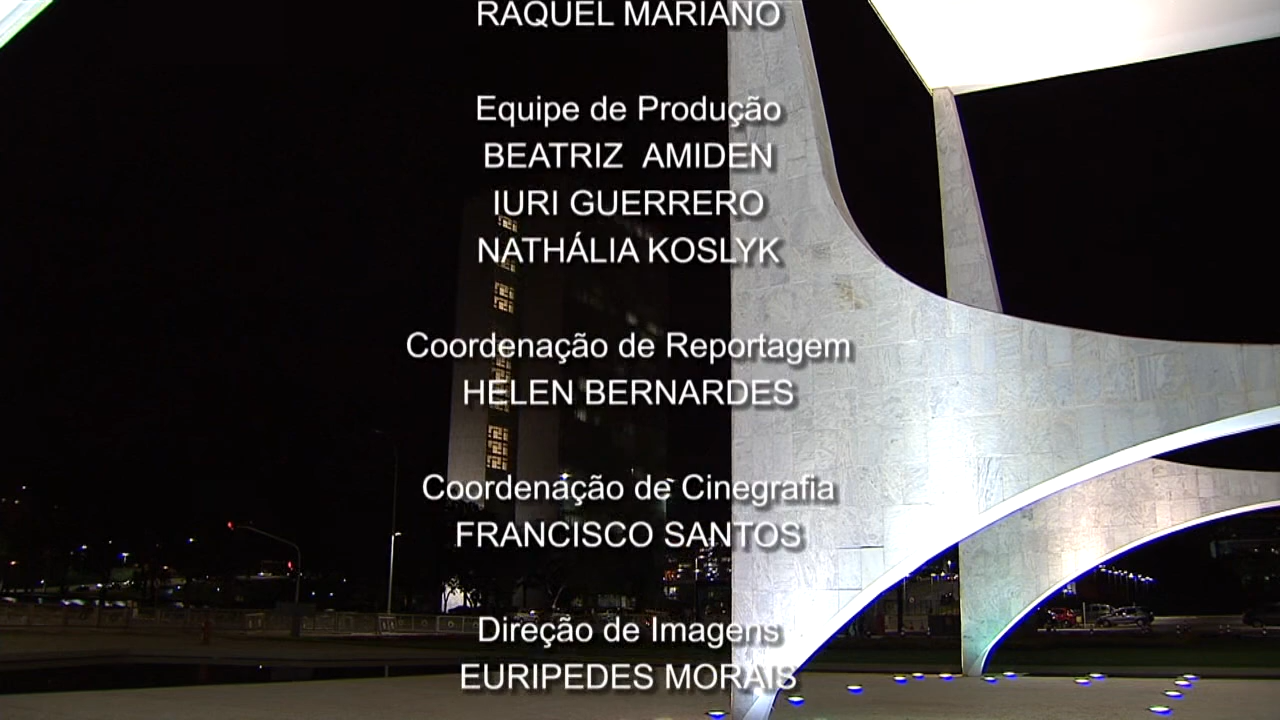 RAQUEL MARIANO
Equipe de Produção
BEATRIZ AMIDEN
IURI GUERRERO
NATHÁLIA KOSLYK
Coordenação de Reportagem
HELEN BERNARDES
Coordenação de Cinegrafia
FRANCISCO SANTOS
Direção de Imagens
EURIPEDES MORAIS